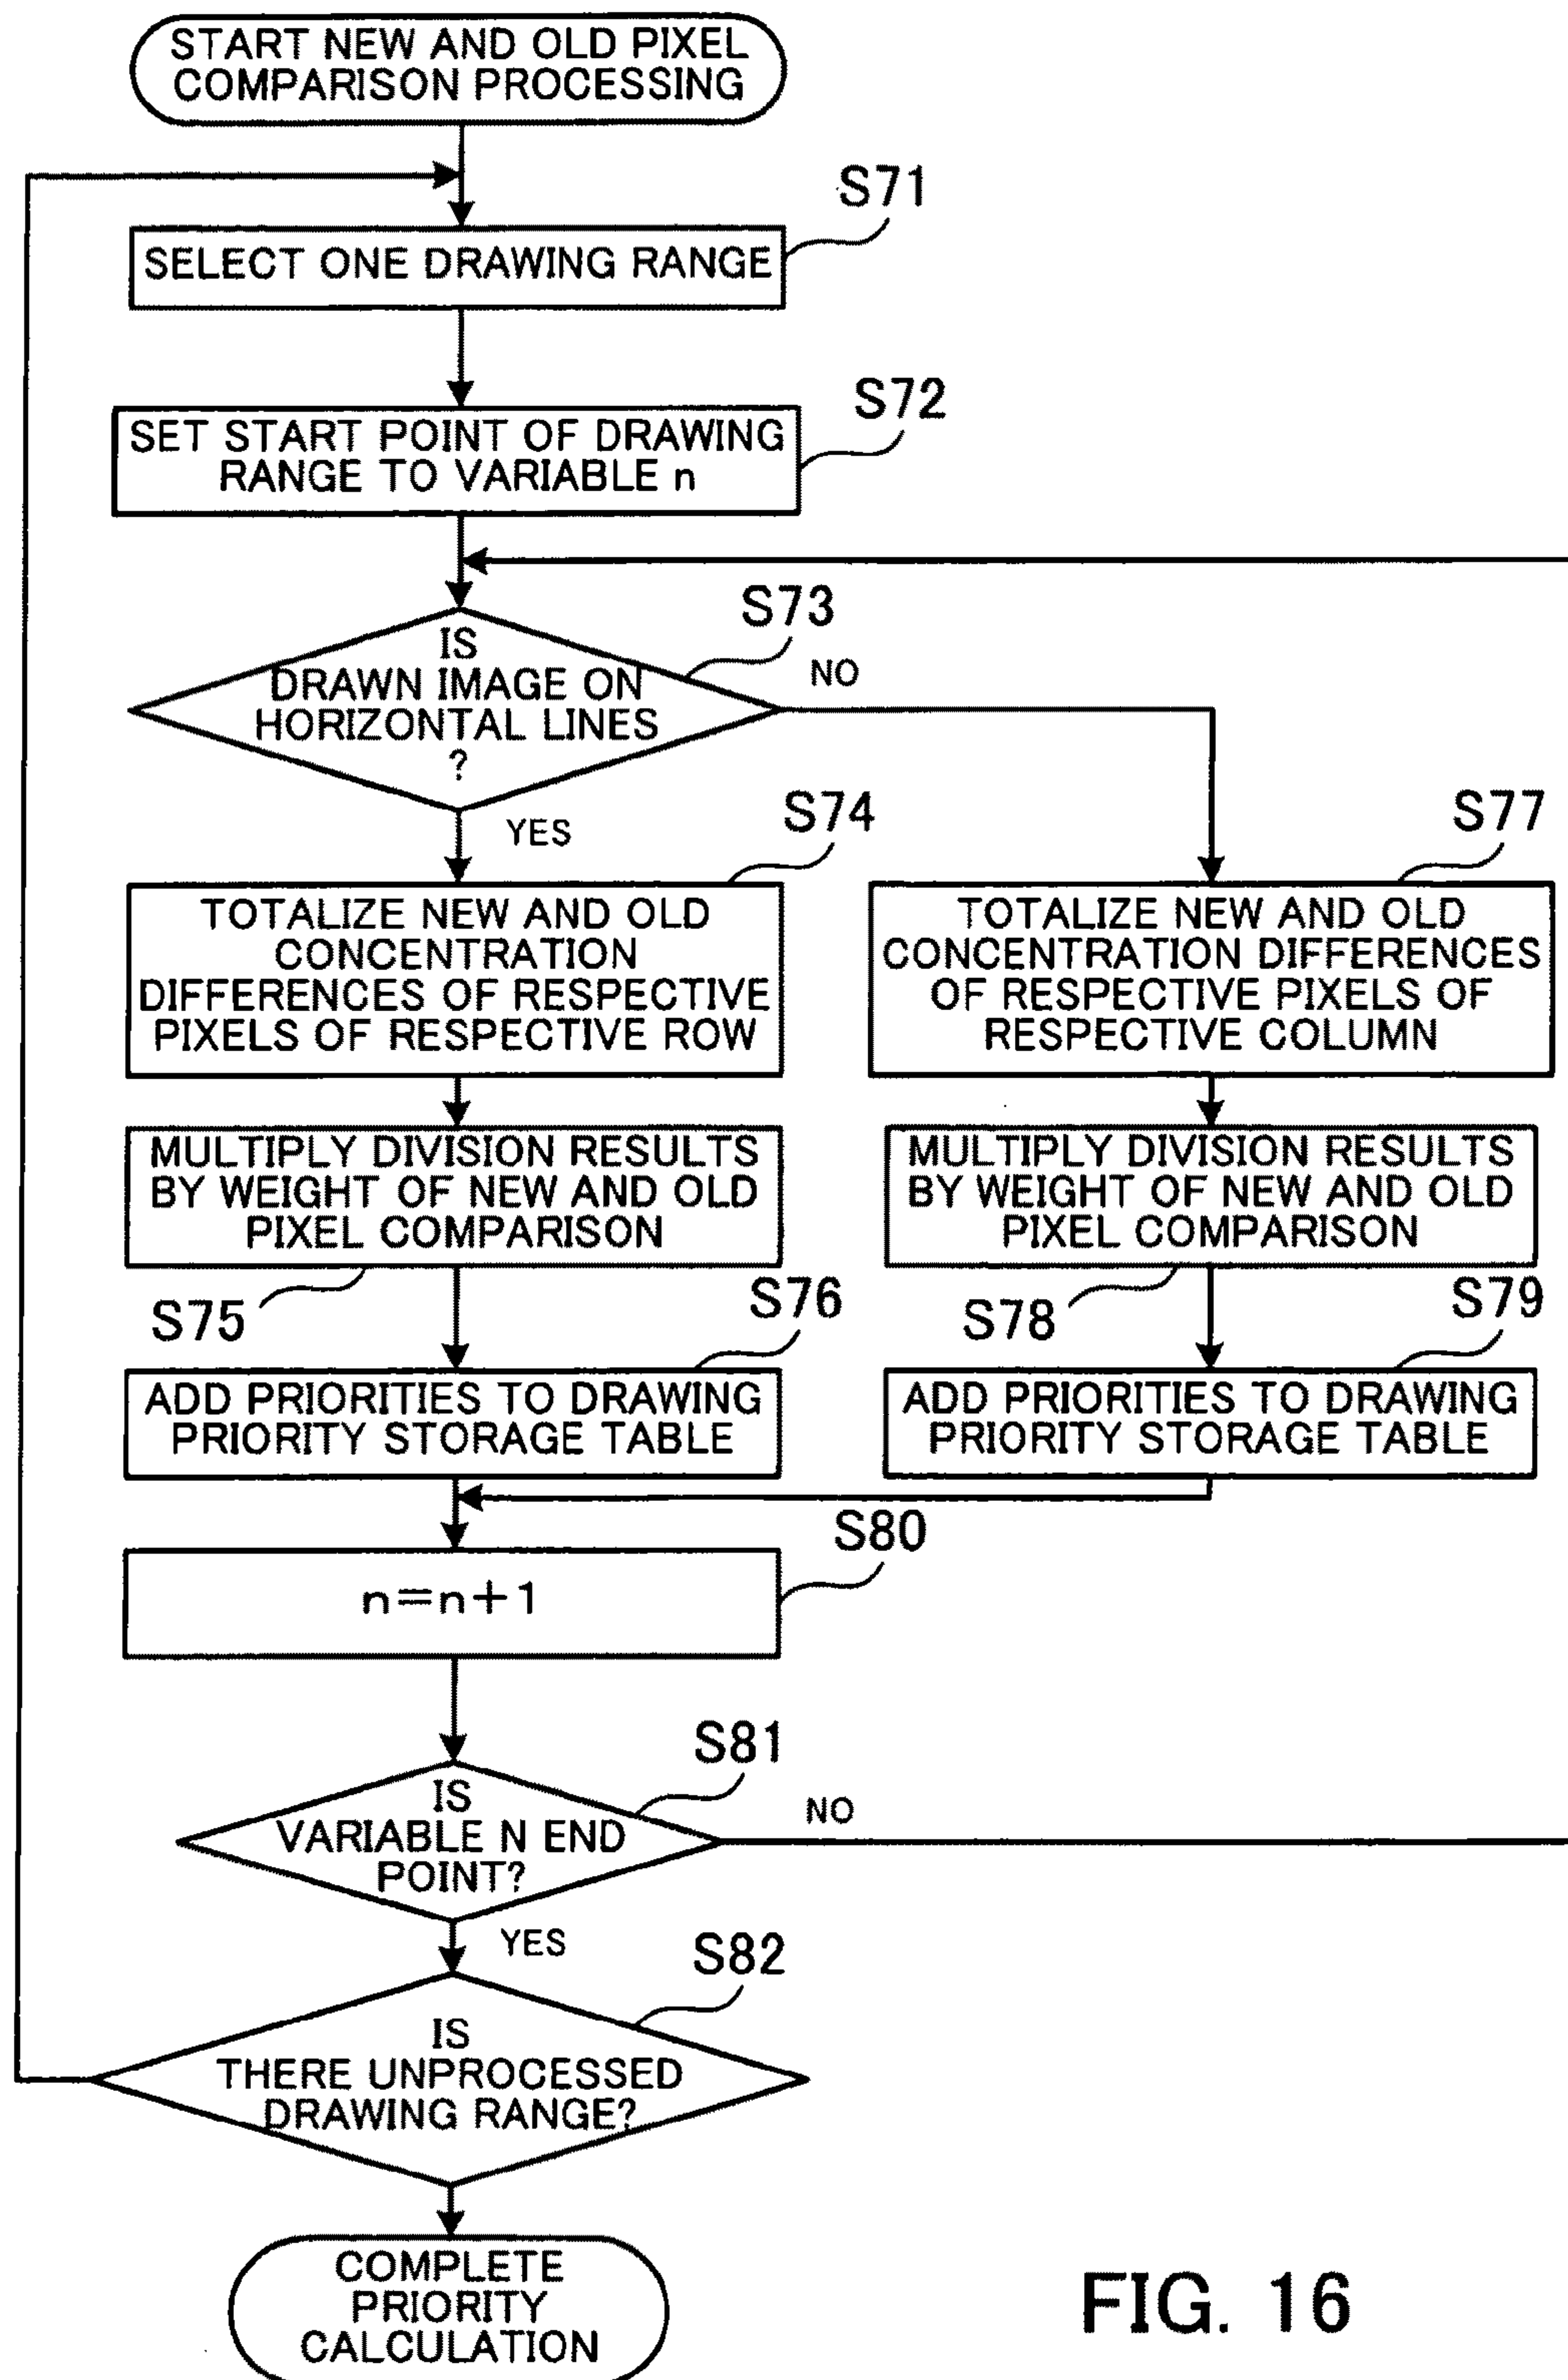 START NEW AND OLD PIXEL
COMPARISON PROCESSING
S71
SELECT ONE DRAWING RANGE
S72
SET START POINT OF DRAWING
RANGE TO VARIABLE n
S73
IS
DRAWN IMAGE ON
HORIZONTAL LINES
?
NO
YES
S74
TOTALIZE NEW AND OLD
CONCENTRATION
DIFFERENCES OF RESPECTIVE
PIXELS OF RESPECTIVE ROW
S77
TOTALIZE NEW AND OLD
CONCENTRATION DIFFERENCES
OF RESPECTIVE PIXELS OF
RESPECTIVE COLUMN
MULTIPLY DIVISION RESULTS
BY WEIGHT OF NEW AND OLD
PIXEL COMPARISON
S75
MULTIPLY DIVISION RESULTS
BY WEIGHT OF NEW AND OLD
PIXEL COMPARISON
S78
S76
ADD PRIORITIES TO DRAWING
PRIORITY STORAGE TABLE
S79
ADD PRIORITIES TO DRAWING
PRIORITY STORAGE TABLE
S80
n=n+1
S81
IS
VARIABLE N END
POINT?
NO
YES
S82
IS
THERE UNPROCESSED
DRAWING RANGE?
COMPLETE
PRIORITY
CALCULATION
FIG. 16